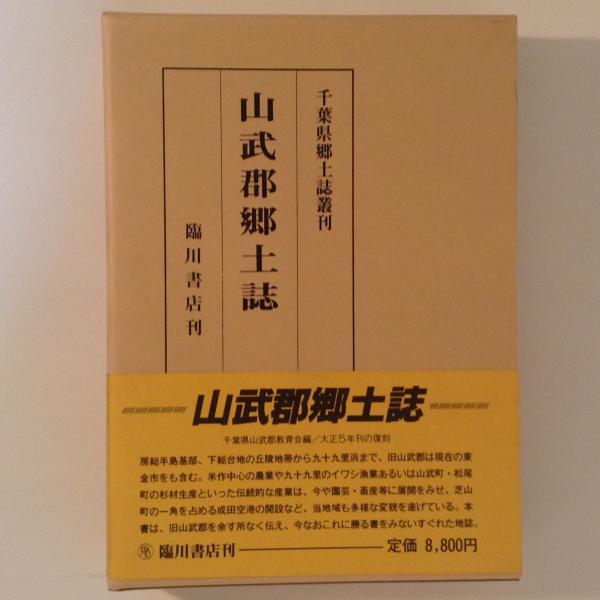 千葉県郷土誌叢刊
山武郡郷土誌
臨川書店刊
山武郡郷土誌
千葉県山武郡教育会編／大正5年刊の復刻
房総半島基部、下総台地の丘陵地帯から九十九里浜まで、旧山武郡は現在の東
金市をも含む。米作中心の農業や九十九里のイワシ漁業あるいは山武町・松尾
町の杉材生産といった伝統的な産業は、今や園芸・畜産等に展開をみせ、芝山
町の一角を占める成田空港の開設など、当地域も多様な変貌を遂げている。本
書は、旧山武郡を余す所なく伝え、今なおこれに勝る書をみないすぐれた地誌。
臨川書店刊
定価 8,800円